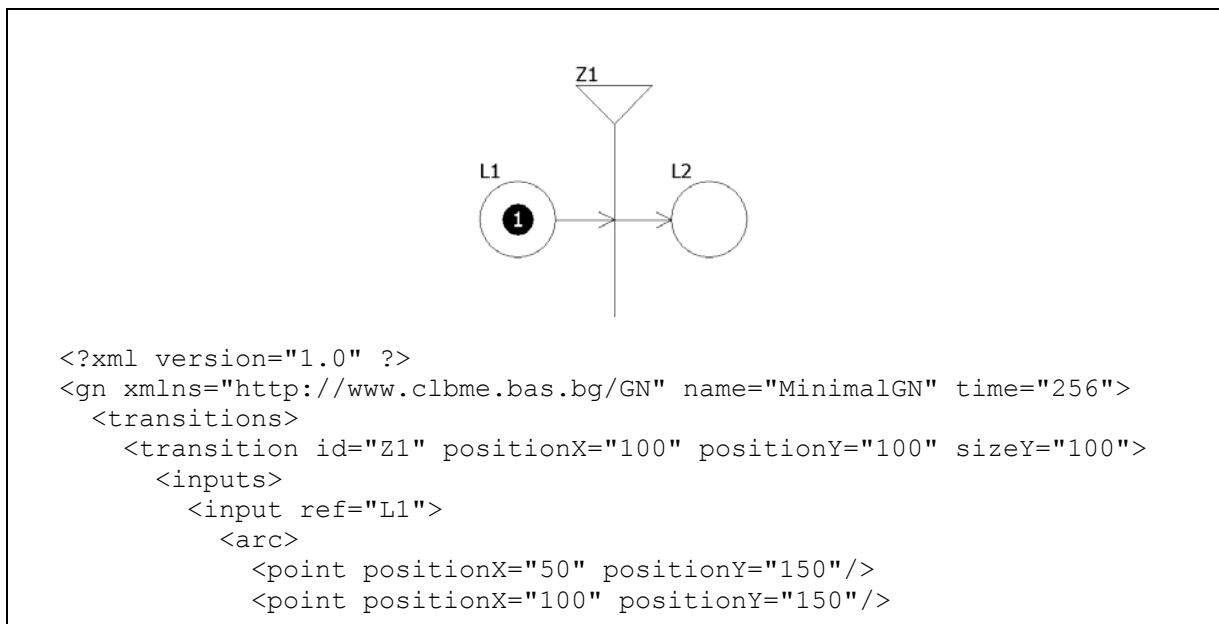 Z1
L1 L2
1
<?xml version="1.0" ?>
<gn xmlns="http://www.clbme.bas.bg/GN" name="MinimalGN" time="256">
  <transitions>
    <transition id="Z1" positionX="100" positionY="100" sizeY="100">
      <inputs>
        <input ref="L1">
          <arc>
            <point positionX="50" positionY="150"/>
            <point positionX="100" positionY="150"/>